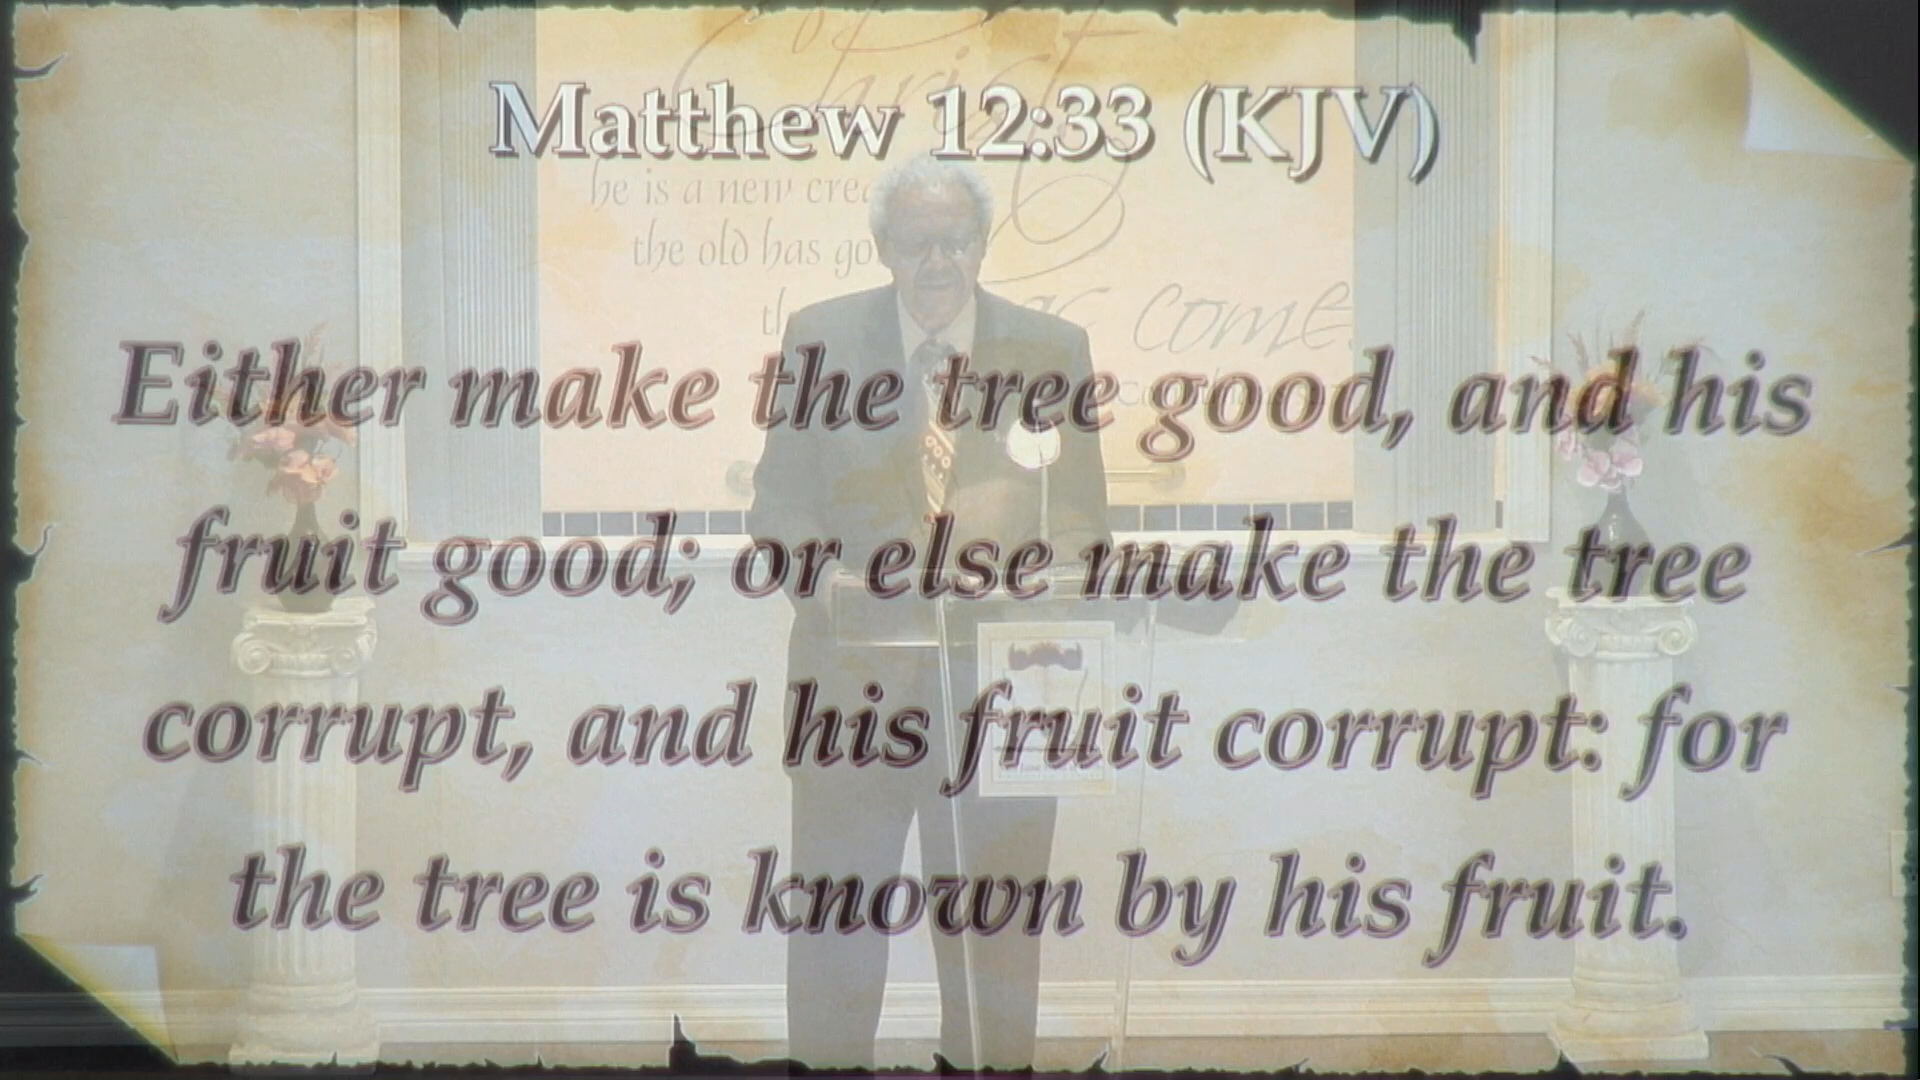 Christ
Matthew 12:33 (KJV)
he is a new crea
the old has go
th
come.
Either make the tree good, and his
fruit good; or else make the tree
corrupt, and his fruit corrupt: for
the tree is known by his fruit.